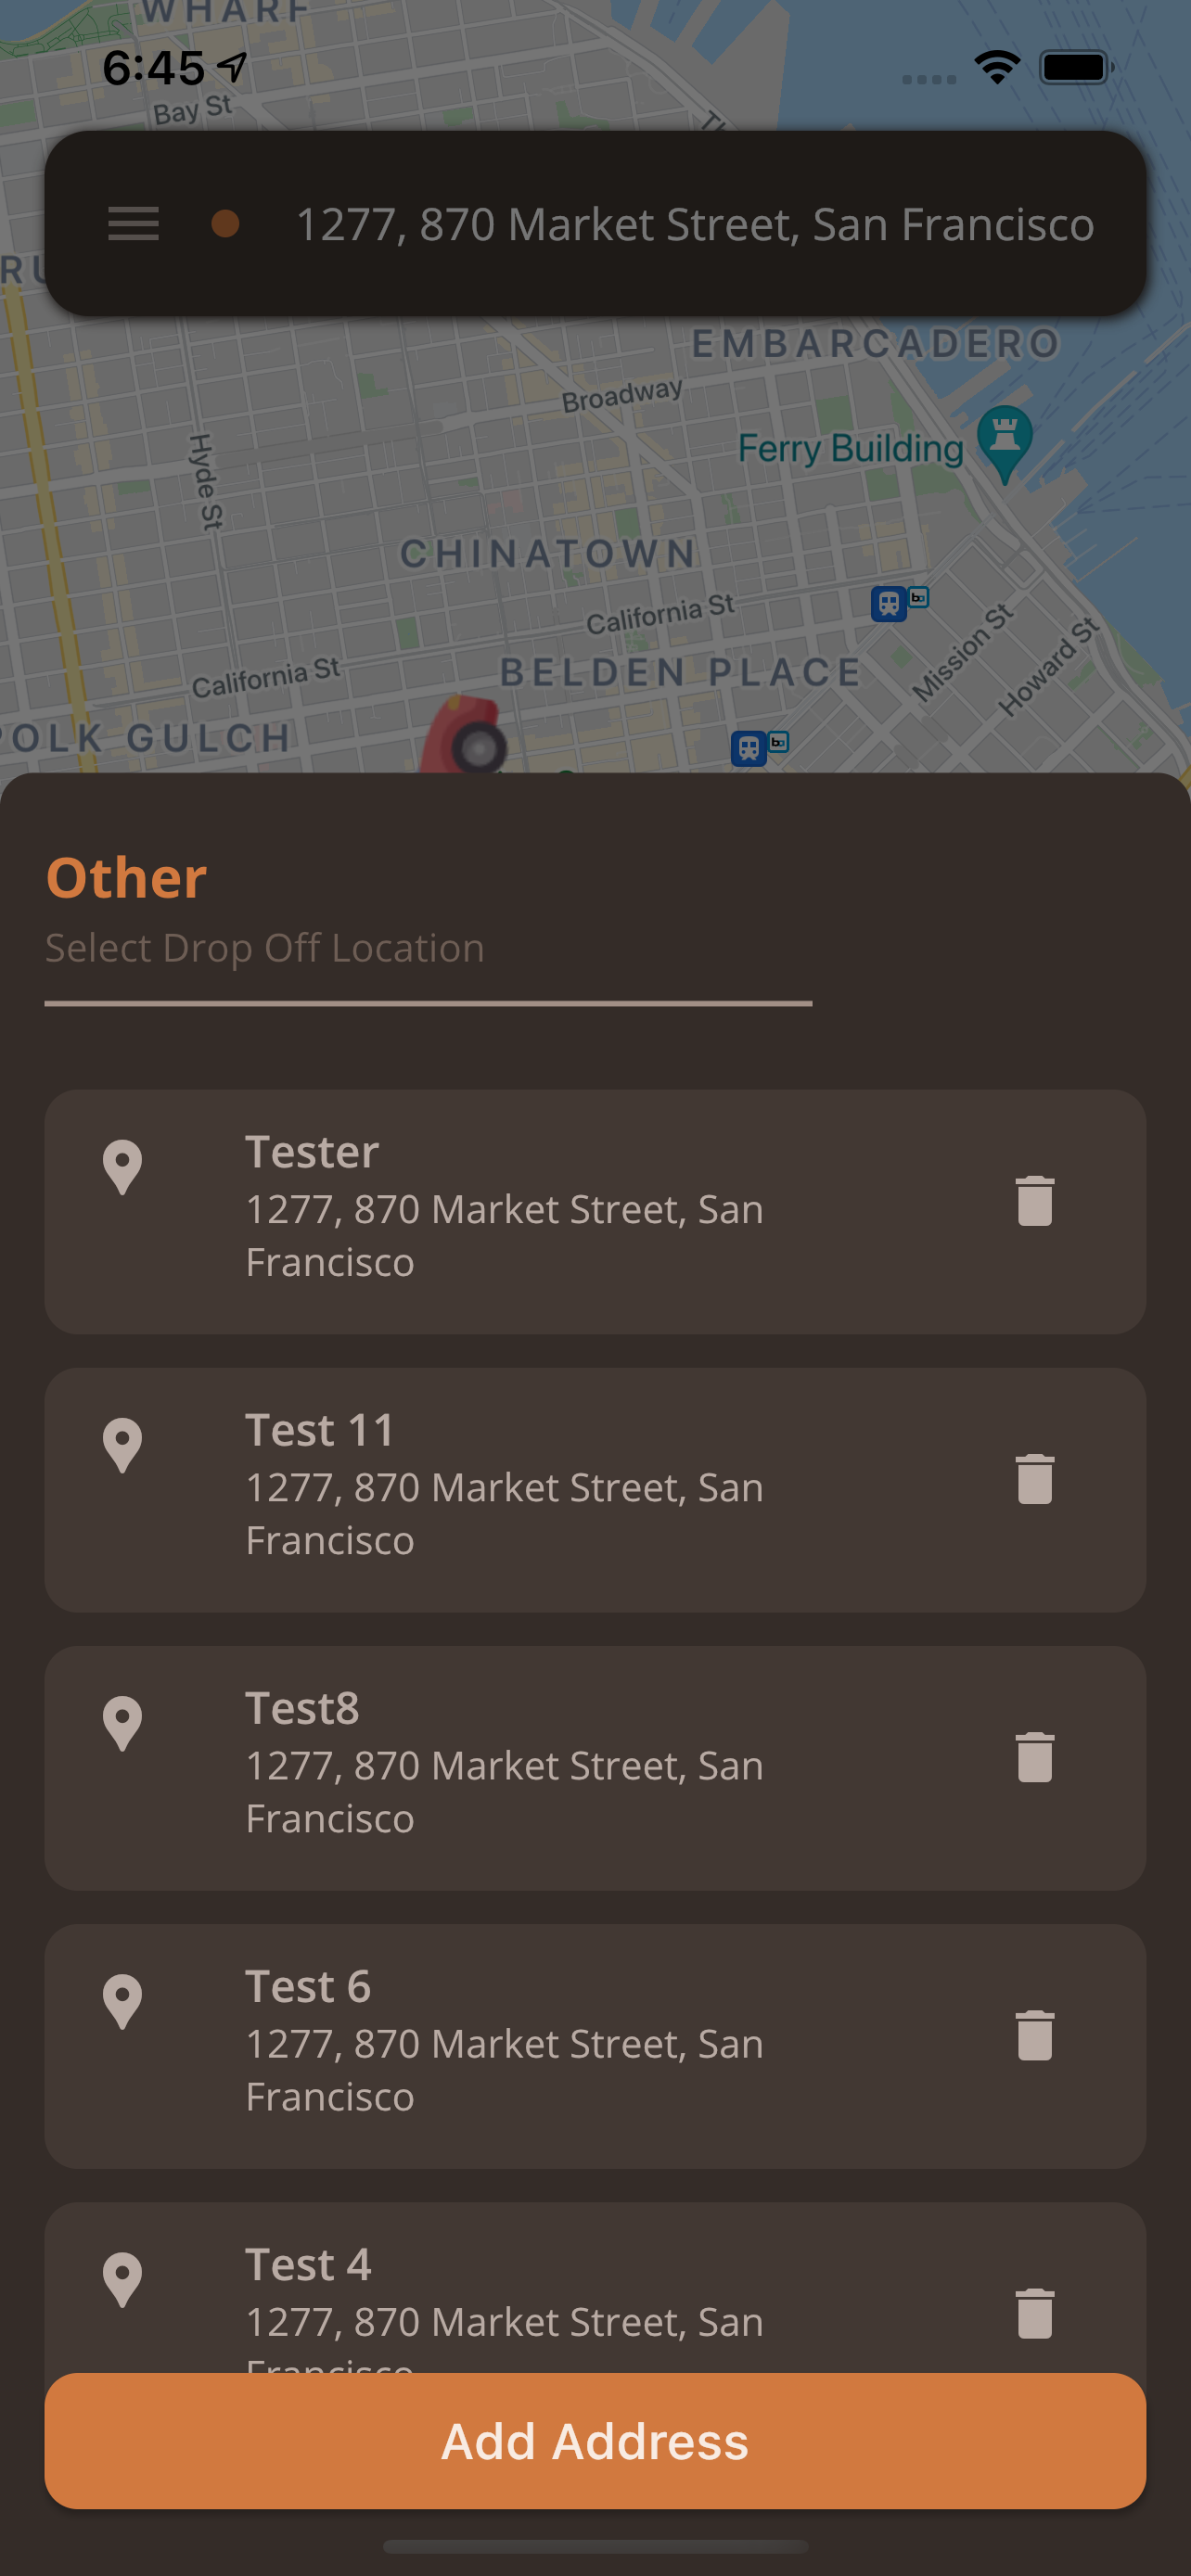 WHARF
6:45
Bay St
1277, 870 Market Street, San Francisco
EMBARCADERO
Broadway
Ferry Building
Hyde St
CHINATOWN
California St
Mission St
Howard St
BELDEN PLACE
California St
POLK GULCH
Other
Select Drop Off Location
Tester
1277, 870 Market Street, San
Francisco
Test 11
1277, 870 Market Street, San
Francisco
Test8
1277, 870 Market Street, San
Francisco
Test 6
1277, 870 Market Street, San
Francisco
Test 4
1277, 870 Market Street, San
Francisco
Add Address